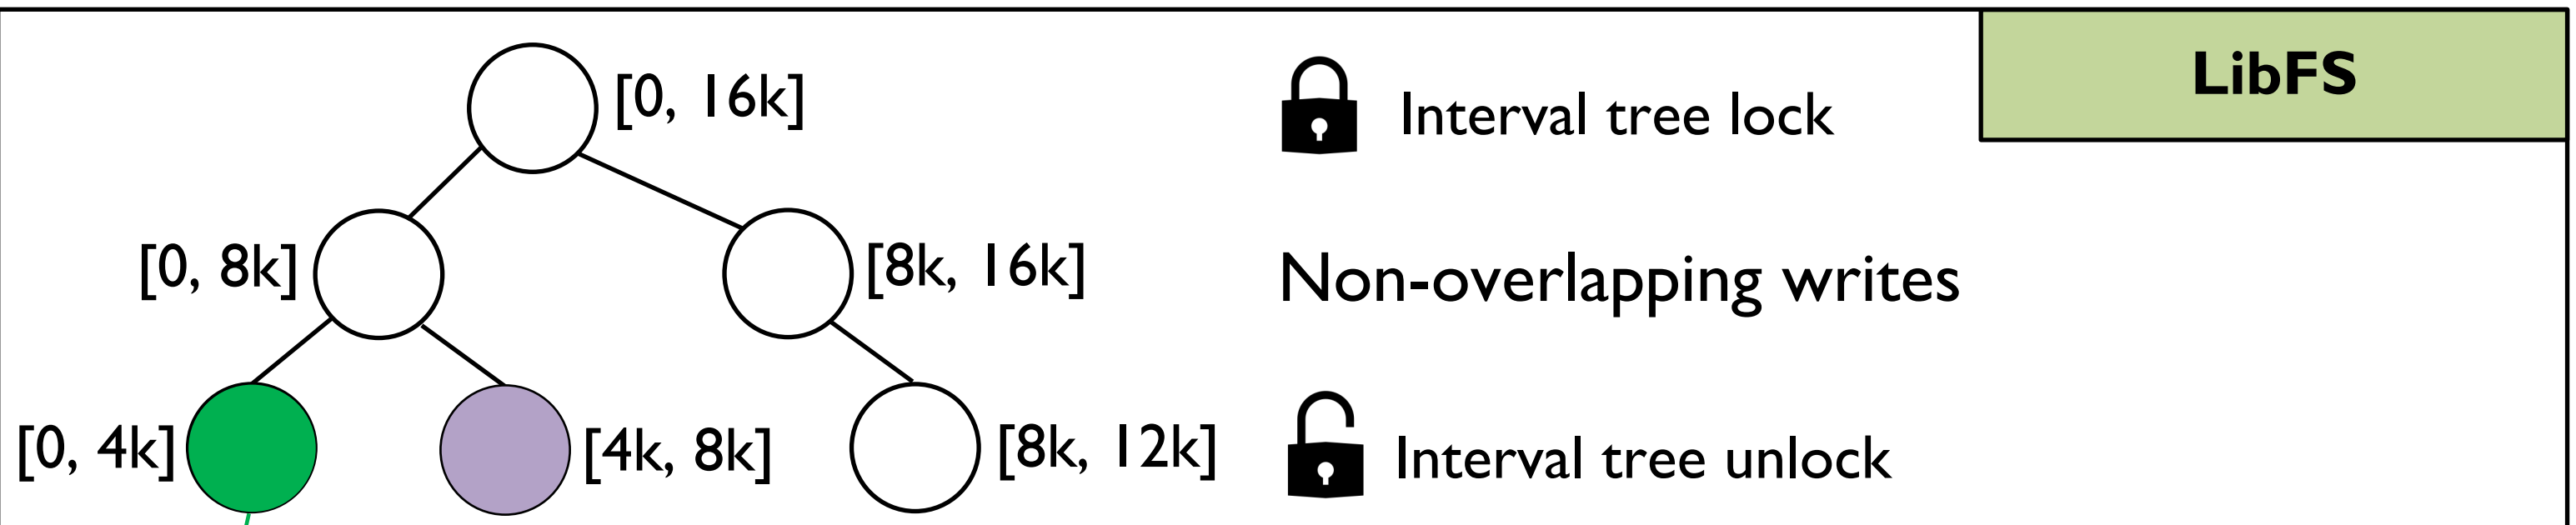 [0, 16k]
Interval tree lock
LibFS
[0, 8k]
[8k, 16k]
Non-overlapping writes
[0, 4k]
[4k, 8k]
[8k, 12k]
Interval tree unlock